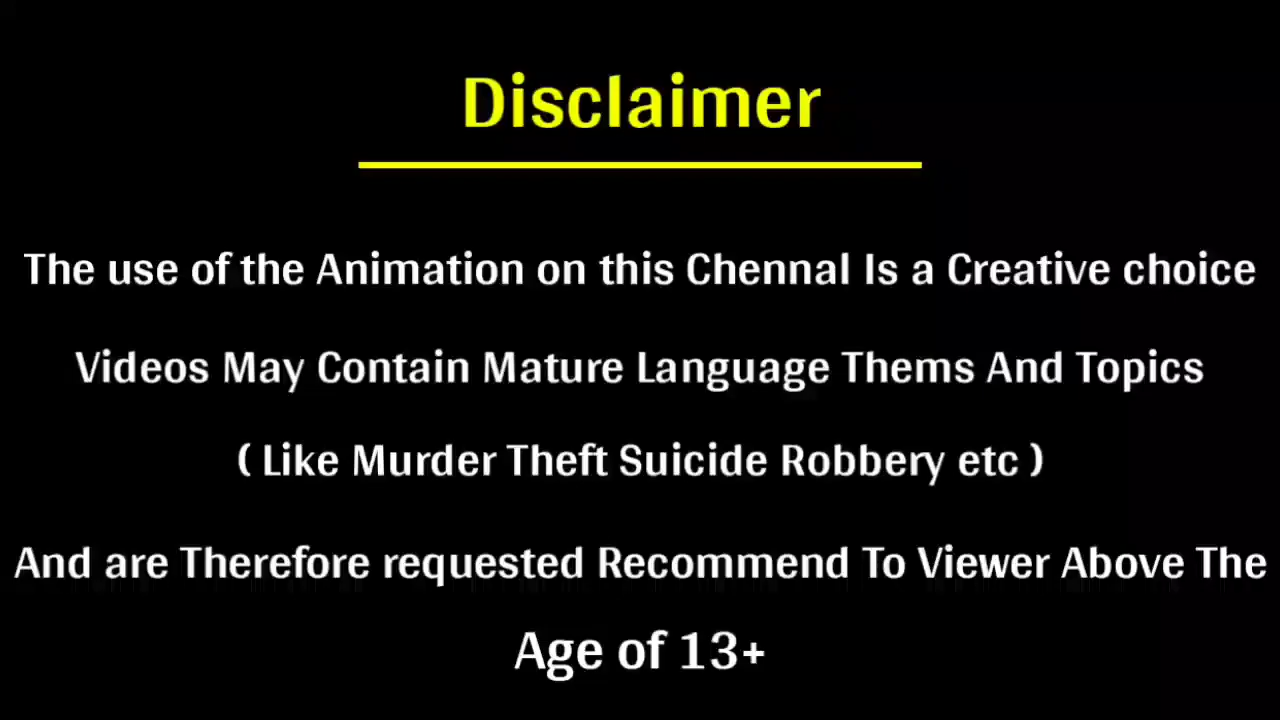 Disclaimer
The use of the Animation on this Chennal Is a Creative choice
Videos May Contain Mature Language Thems And Topics
( Like Murder Theft Suicide Robbery etc )
And are Therefore requested Recommend To Viewer Above The
Age of 13+